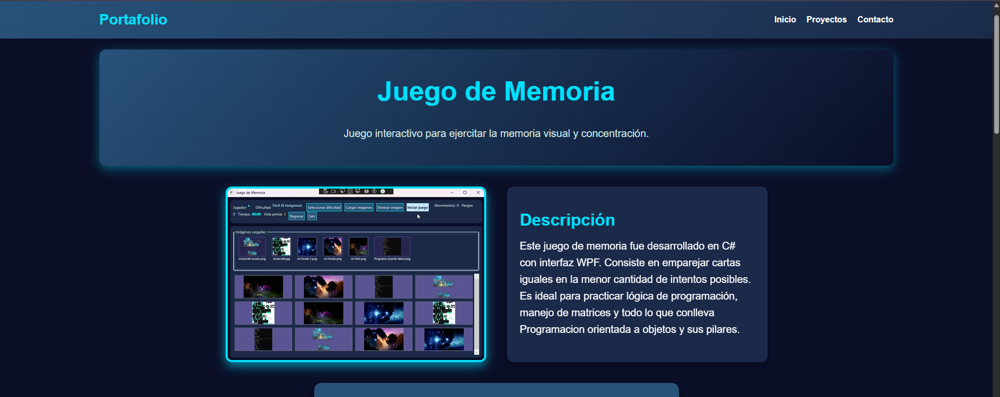 Portafolio
Inicio Proyectos Contacto
Juego de Memoria
Juego interactivo para ejercitar la memoria visual y concentración.
Juego de Memoria
Jugador: a Dificultad: Fácil (6 imágenes) Seleccionar dificultad Cargar imágenes Eliminar imagen Iniciar juego Movimientos: 0 Parejas:
0 Tiempo: 00:00 Vista previa: 3 Regresar Salir
Imágenes cargadas
minecraft lucario.png minecraft.jpg ori fonde 3.png ori fondo.png ori foto.png Programa Guarda datos.png
Descripción
Este juego de memoria fue desarrollado en C#
con interfaz WPF. Consiste en emparejar cartas
iguales en la menor cantidad de intentos posibles.
Es ideal para practicar lógica de programación,
manejo de matrices y todo lo que conlleva
Programacion orientada a objetos y sus pilares.